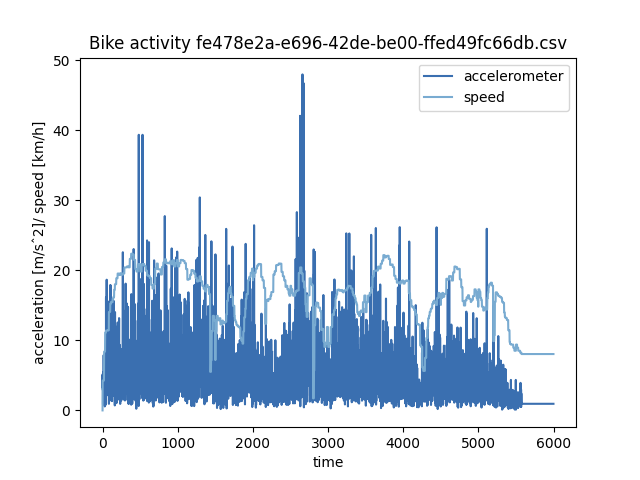 Bike activity fe478e2a-e696-42de-be00-ffed49fc66db.csv
accelerometer
speed
acceleration [m/s^2]/ speed [km/h]
50
40
30
20
10
0
0 1000 2000 3000 4000 5000 6000
time